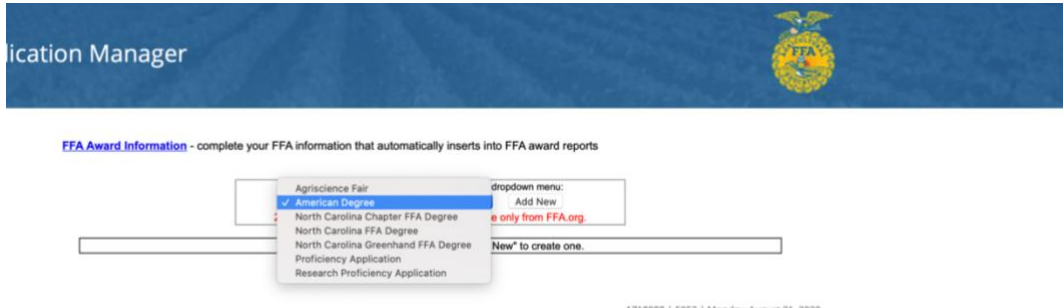 lication Manager
FFA
FFA Award Information - complete your FFA information that automatically inserts into FFA award reports
dropdown menu:
Agriscience Fair
✓ American Degree
Add New
North Carolina Chapter FFA Degree
e only from FFA.org.
North Carolina FFA Degree
North Carolina Greenhand FFA Degree
New" to create one.
Proficiency Application
Research Proficiency Application